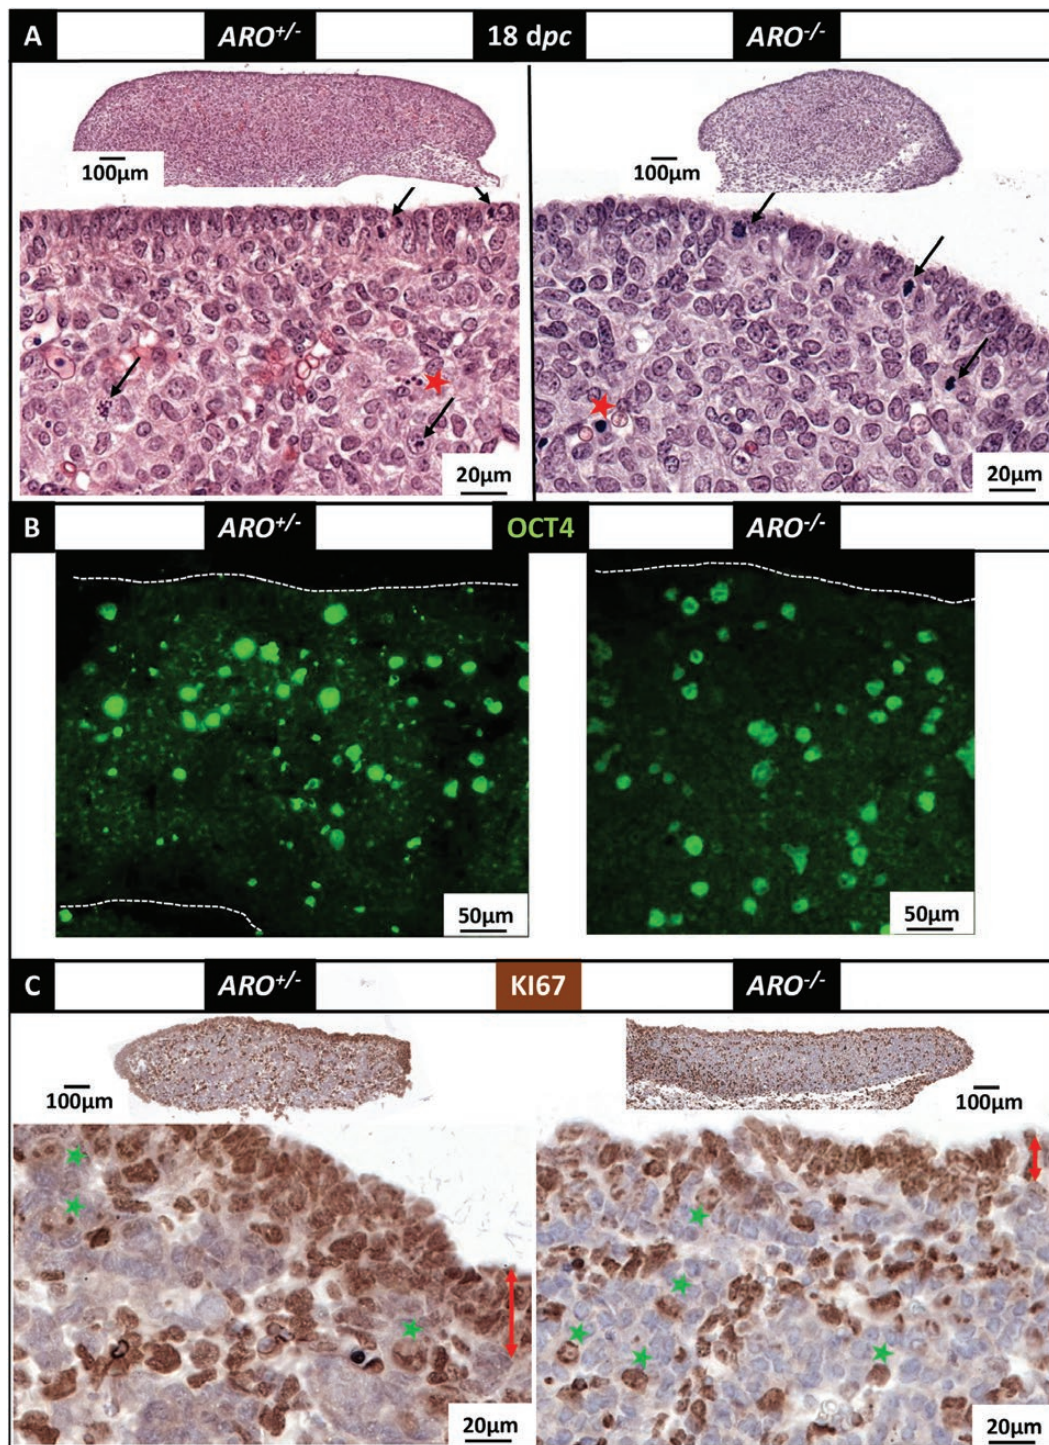 A ARO+/- 18 dpc ARO-/-
100µm 100µm
20µm 20µm
B ARO+/- OCT4 ARO-/-
50µm 50µm
C ARO+/- KI67 ARO-/-
100µm 100µm
20µm 20µm